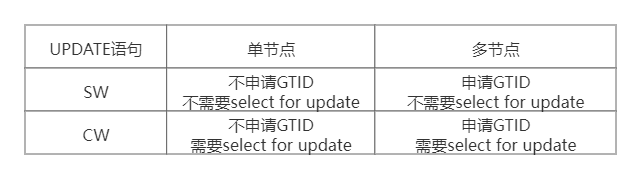 UPDATE语句 单节点 多节点
SW 不申请GTID 申请GTID
不需要select for update 不需要select for update
CW 不申请GTID 申请GTID
需要select for update 需要select for update